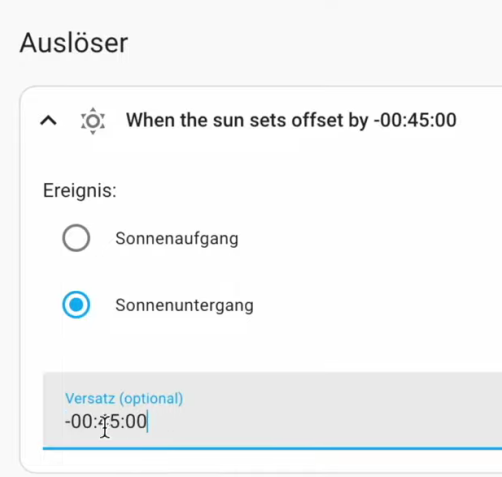 Auslöser
When the sun sets offset by -00:45:00
Ereignis:
Sonnenaufgang
Sonnenuntergang
Versatz (optional)
-00:45:00